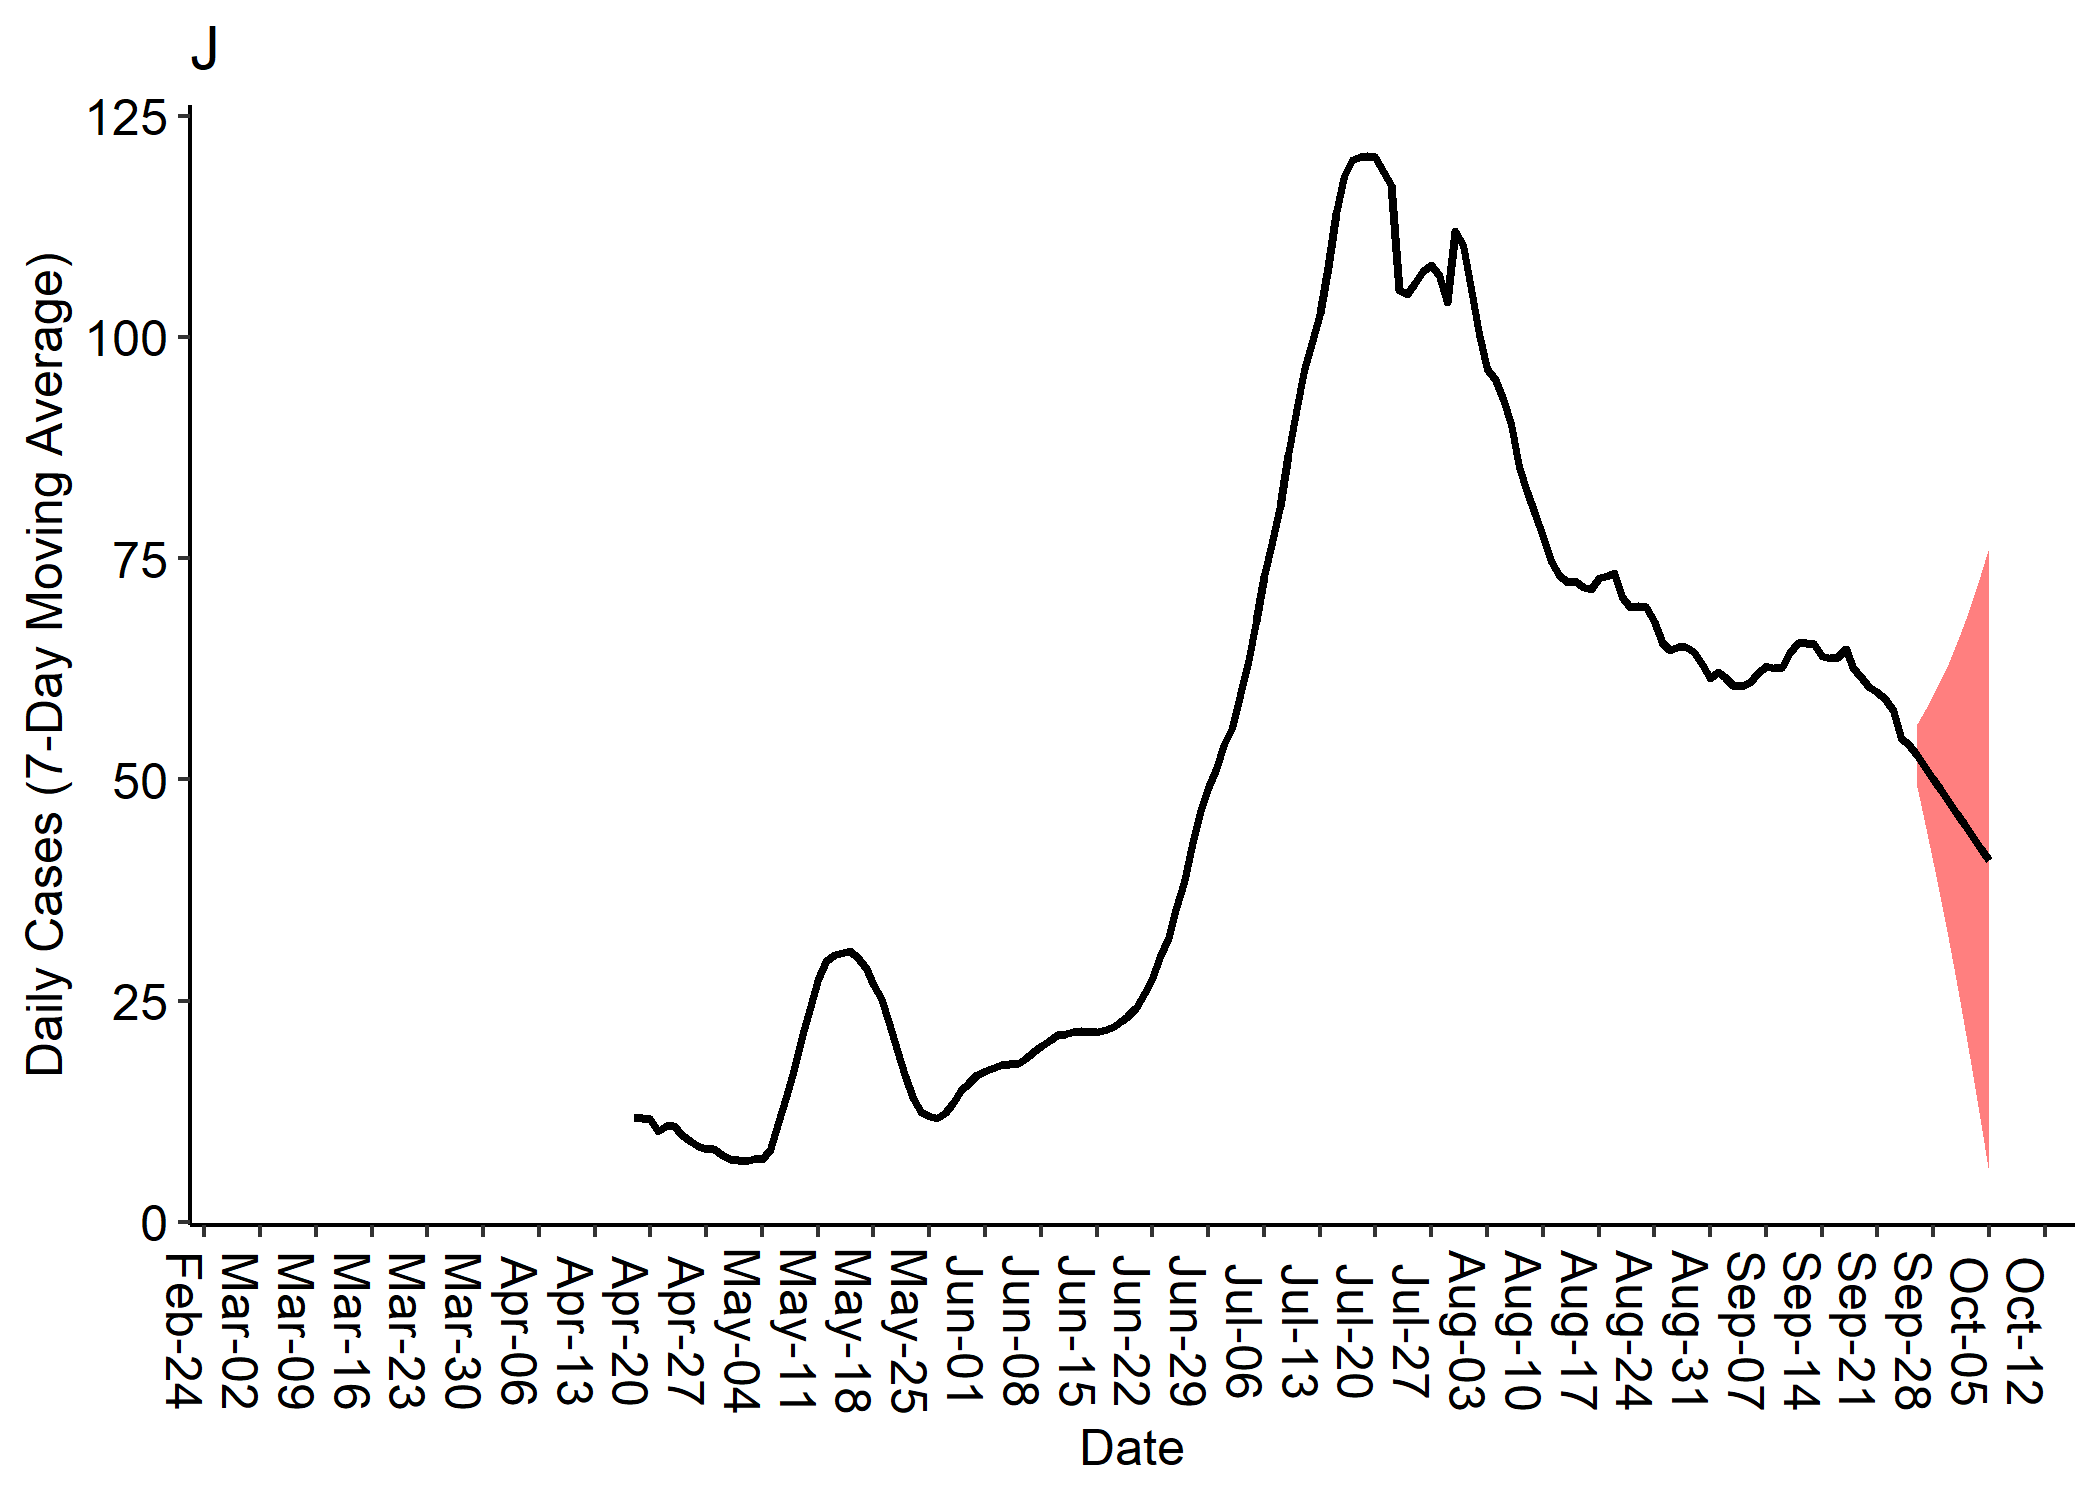 J
Daily Cases (7-Day Moving Average)
125
100
75
50
25
0
Feb-24
Mar-02
Mar-09
Mar-16
Mar-23
Mar-30
Apr-06
Apr-13
Apr-20
Apr-27
May-04
May-11
May-18
May-25
Jun-01
Jun-08
Jun-15
Jun-22
Jun-29
Jul-06
Jul-13
Jul-20
Jul-27
Aug-03
Aug-10
Aug-17
Aug-24
Aug-31
Sep-07
Sep-14
Sep-21
Sep-28
Oct-05
Oct-12
Date